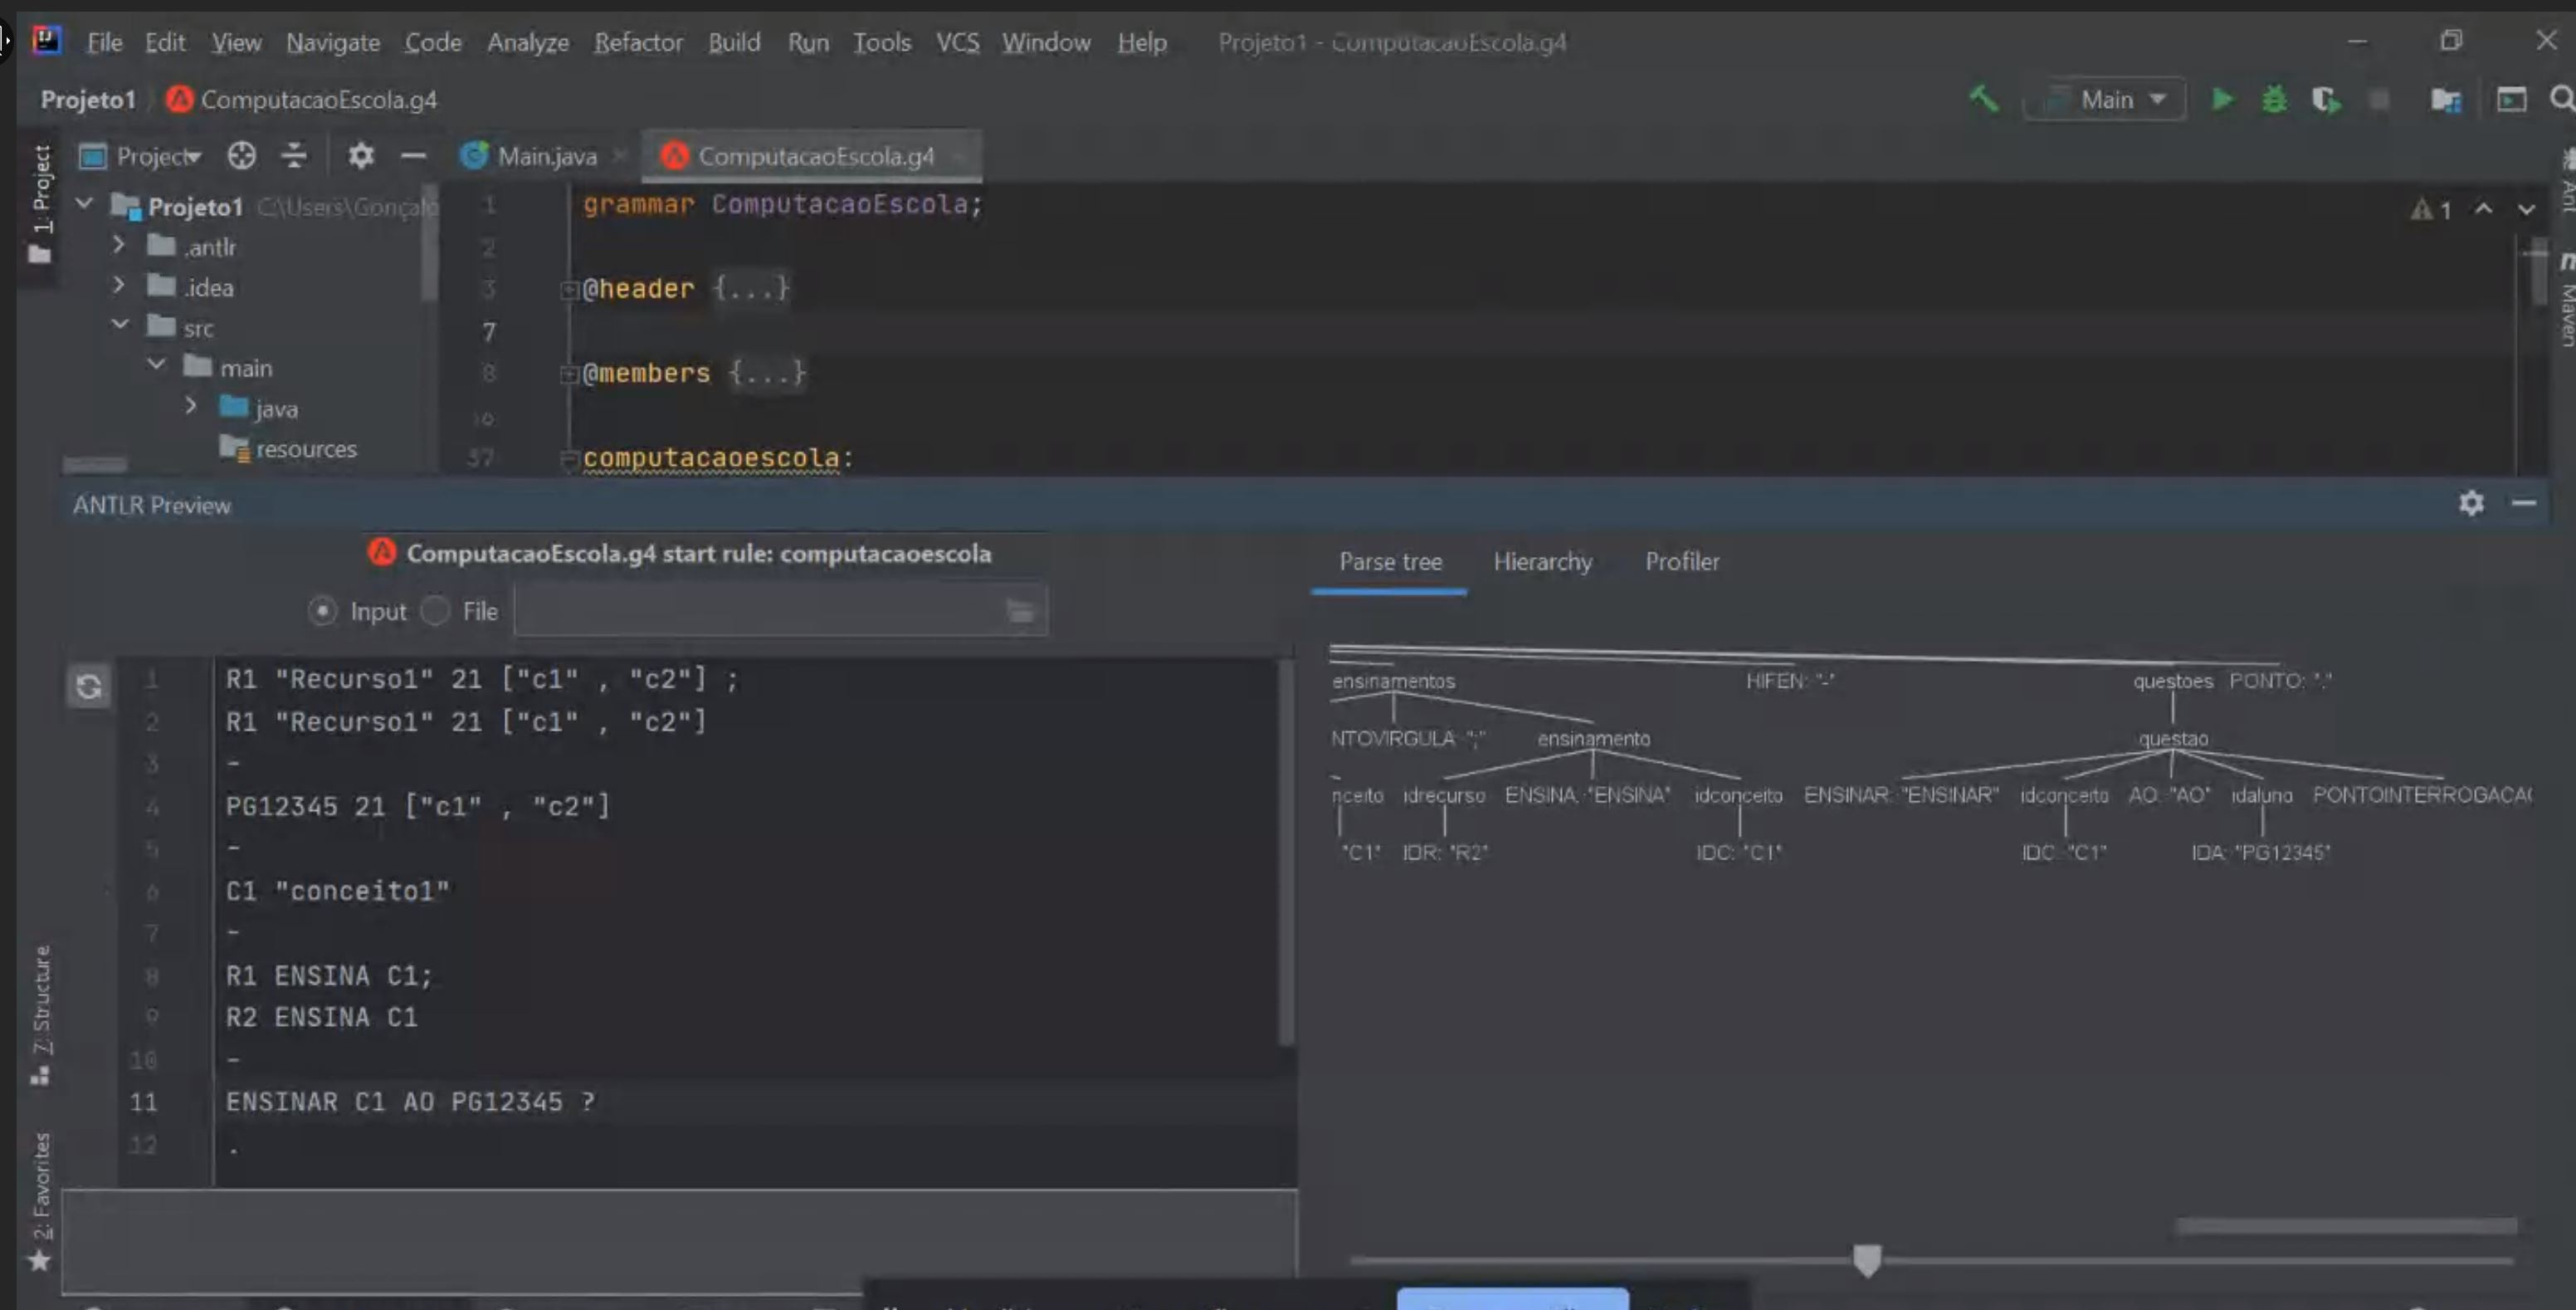 File Edit View Navigate Code Analyze Refactor Build Run Tools VCS Window Help Projeto1 - ComputacaoEscola.g4
Projeto1 ComputacaoEscola.g4 Main
1: Project
Project Main.java ComputacaoEscola.g4
Projeto1 C:\Users\Gonçalo
.antlr
.idea
src
main
java
resources
1 grammar ComputacaoEscola;
2
3 @header {...}
7
8 @members {...}
37 computacaoescola:
1
Ant
Maven
ANTLR Preview
ComputacaoEscola.g4 start rule: computacaoescola
Input File
1 R1 "Recurso1" 21 ["c1" , "c2"] ;
2 R1 "Recurso1" 21 ["c1" , "c2"]
3 -
4 PG12345 21 ["c1" , "c2"]
5 -
6 C1 "conceito1"
7 -
8 R1 ENSINA C1;
9 R2 ENSINA C1
10 -
11 ENSINAR C1 AO PG12345 ?
12 .
Parse tree Hierarchy Profiler
ensinamentos HIFEN: "-" questoes PONTO: "."
NTOVIRGULA: ";" ensinamento questao
nceito idrecurso ENSINA: "ENSINA" idconceito ENSINAR: "ENSINAR" idconceito AO: "AO" idaluno PONTOINTERROGACA
"C1" IDR: "R2" IDC: "C1" IDC: "C1" IDA: "PG12345"
7: Structure
2: Favorites